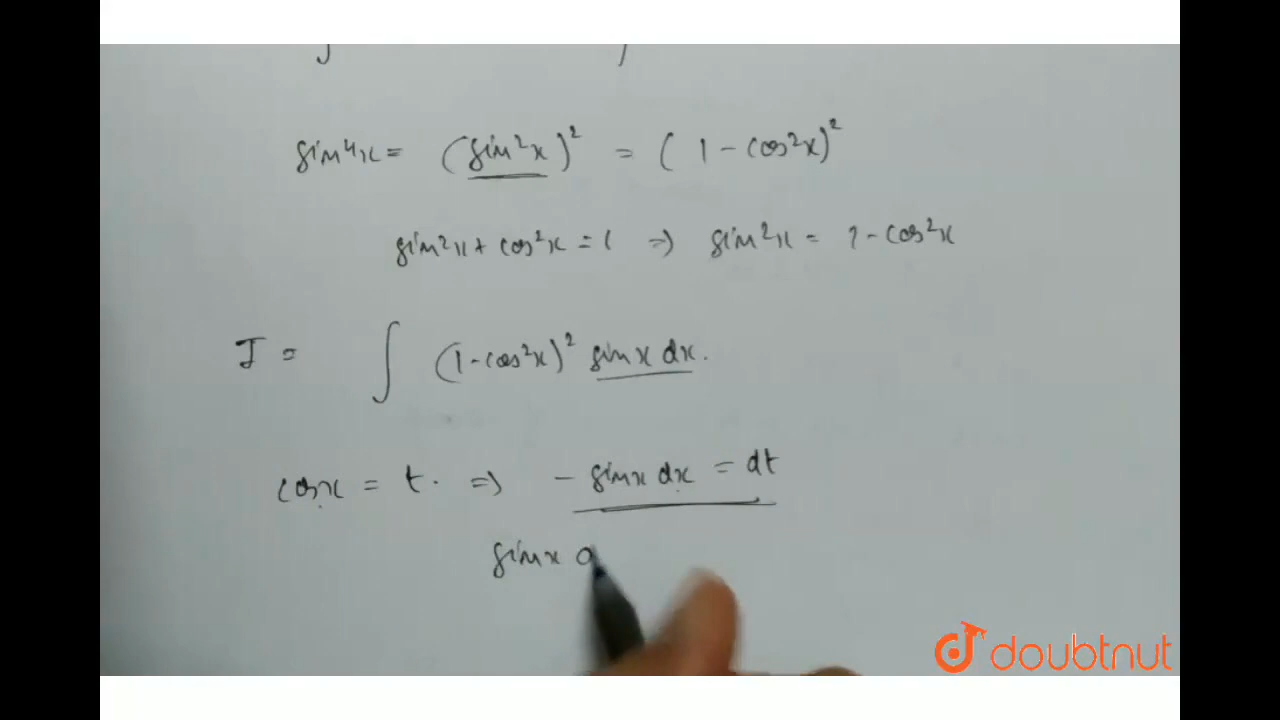 sin⁴x = (sin²x)² = (1 - cos²x)²
sin²x + cos²x = 1 ⇒ sin²x = 1 - cos²x
I = ∫ (1 - cos²x)² sinx dx.
cosx = t. ⇒ - sinx dx = dt
sinx
doubtnut